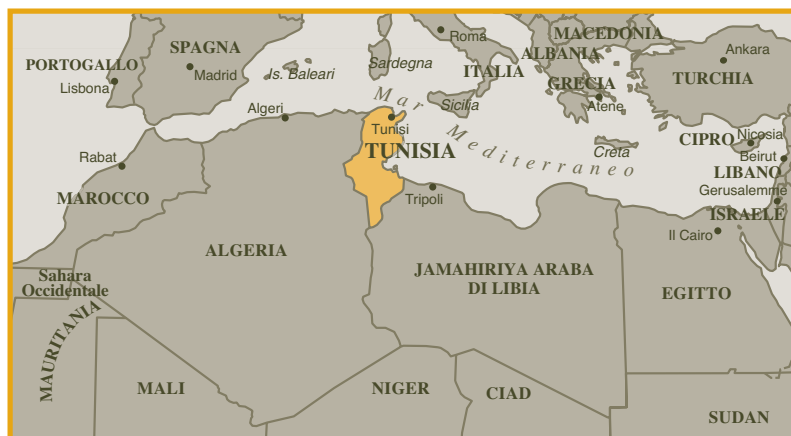 MACEDONIA
Roma
SPAGNA
Ankara
ALBANIA
PORTOGALLO
Sardegna
ITALIA
Madrid
Is. Baleari
TURCHIA
GRECIA
Lisbona
Sicilia
Atene
Algeri
Mar Mediterraneo
Tunisi
Nicosia
CIPRO
TUNISIA
Creta
Beirut
Rabat
LIBANO
Tripoli
Gerusalemme
MAROCCO
ISRAELE
Il Cairo
ALGERIA
JAMAHIRIYA ARABA
DI LIBIA
Sahara
Occidentale
EGITTO
MAURITANIA
MALI
NIGER
CIAD
SUDAN